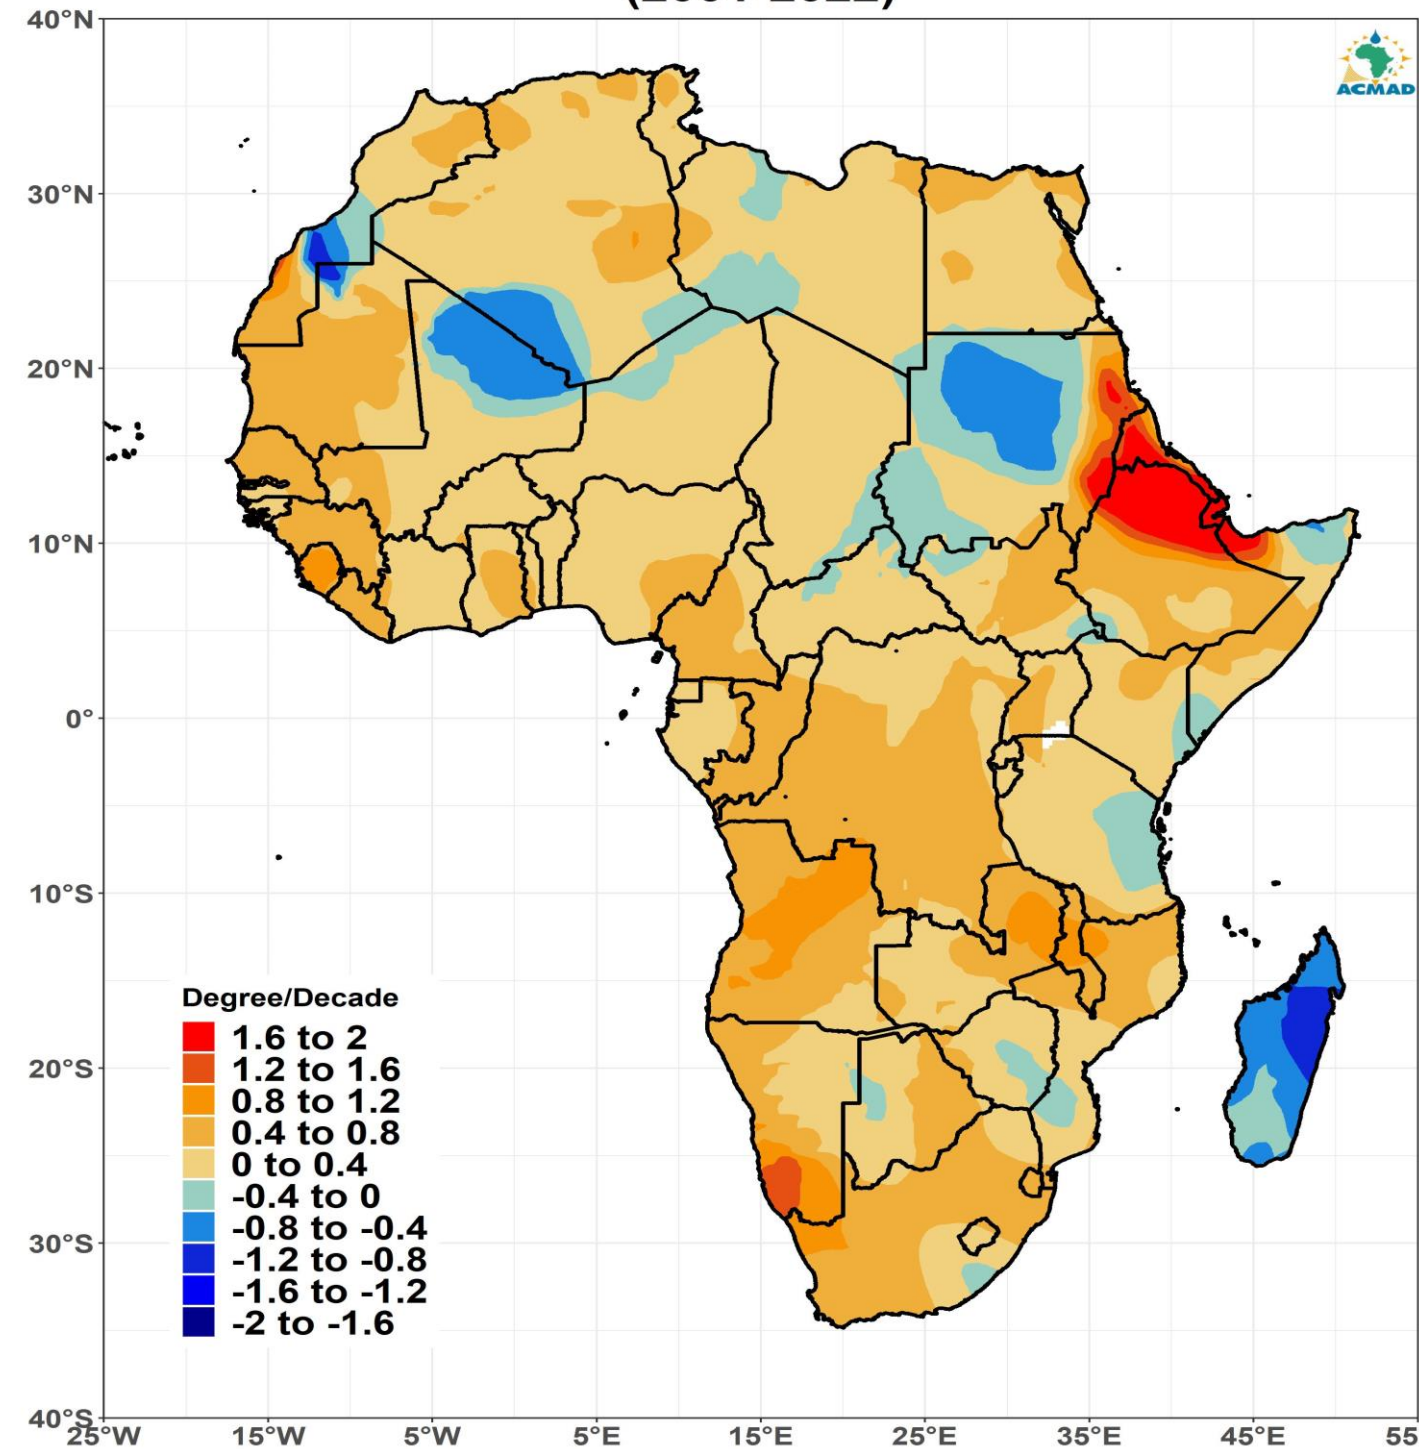 40°N
ACMAD
30°N
20°N
10°N
0°
10°S
20°S
30°S
40°S
Degree/Decade
1.6 to 2
1.2 to 1.6
0.8 to 1.2
0.4 to 0.8
0 to 0.4
-0.4 to 0
-0.8 to -0.4
-1.2 to -0.8
-1.6 to -1.2
-2 to -1.6
25°W 15°W 5°W 5°E 15°E 25°E 35°E 45°E 55